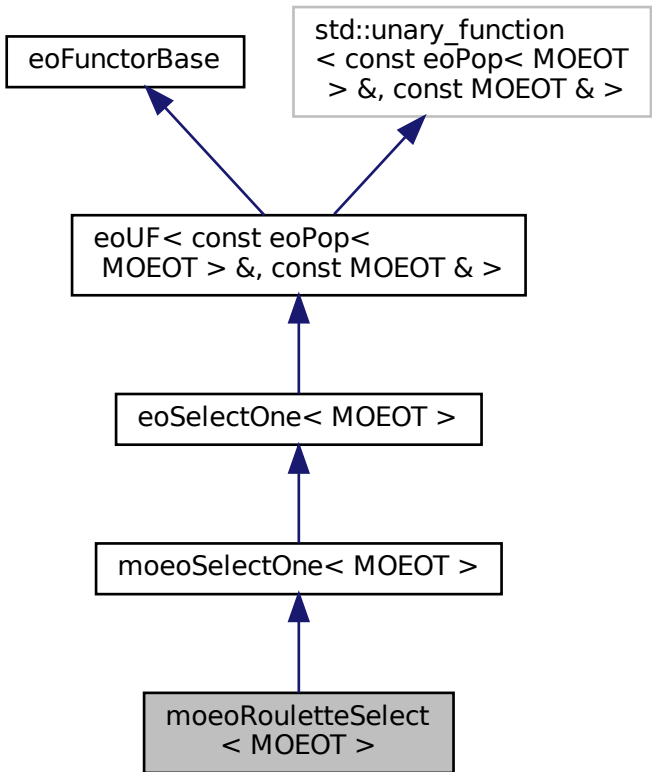 eoFunctorBase
std::unary_function
< const eoPop< MOEOT
> &, const MOEOT & >
eoUF< const eoPop<
MOEOT > &, const MOEOT & >
eoSelectOne< MOEOT >
moeoSelectOne< MOEOT >
moeoRouletteSelect
< MOEOT >